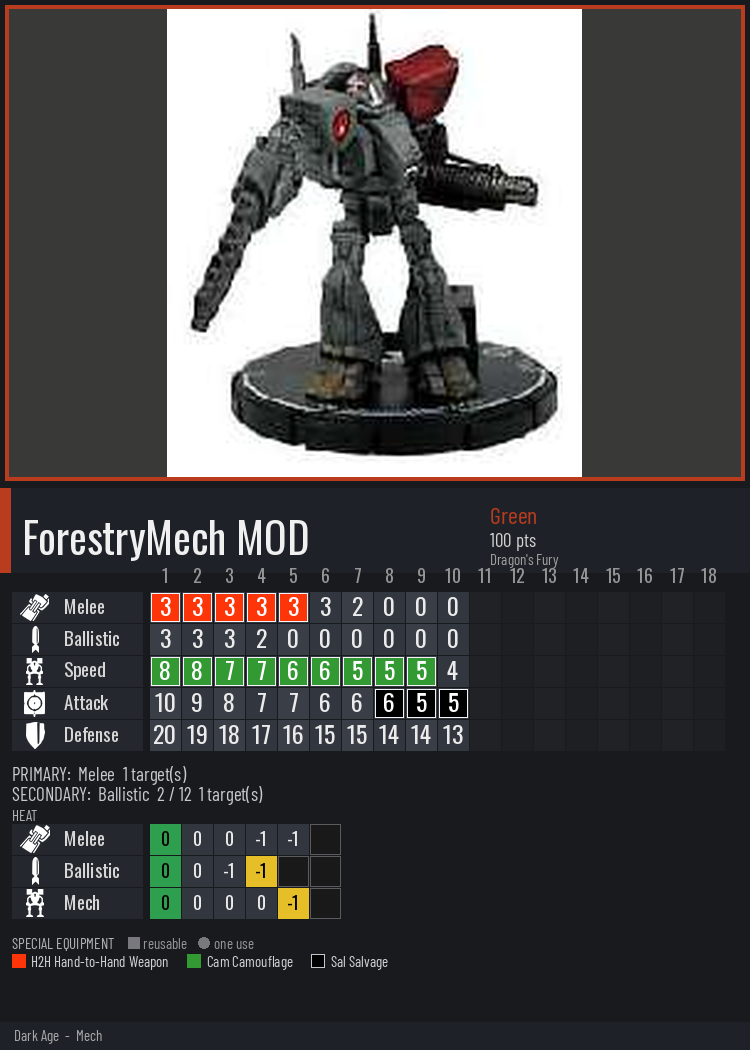 ForestryMech MOD
Green
100 pts
Dragon's Fury
1 2 3 4 5 6 7 8 9 10 11 12 13 14 15 16 17 18
Melee 3 3 3 3 3 3 2 0 0 0
Ballistic 3 3 3 2 0 0 0 0 0 0
Speed 8 8 7 7 6 6 5 5 5 4
Attack 10 9 8 7 7 6 6 6 5 5
Defense 20 19 18 17 16 15 15 14 14 13
PRIMARY: Melee 1 target(s)
SECONDARY: Ballistic 2 / 12 1 target(s)
HEAT
Melee 0 0 0 -1 -1
Ballistic 0 0 -1 -1
Mech 0 0 0 0 -1
SPECIAL EQUIPMENT reusable one use
H2H Hand-to-Hand Weapon Cam Camouflage Sal Salvage
Dark Age - Mech